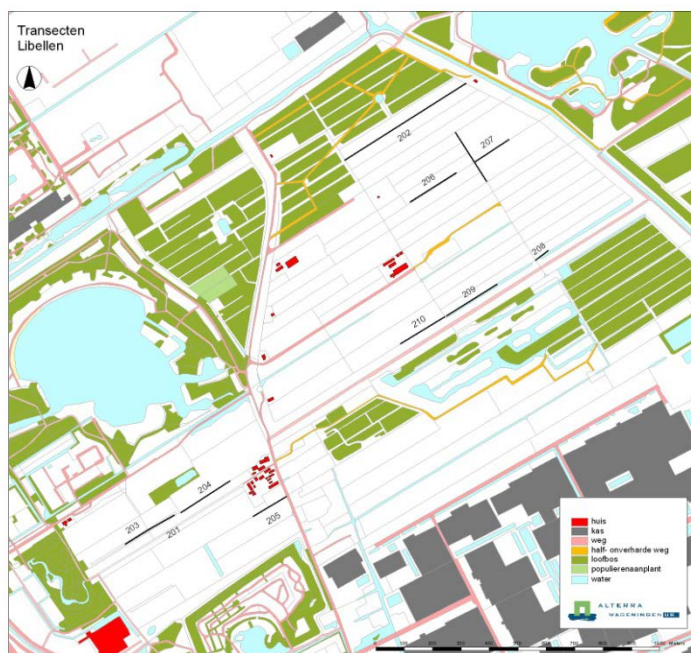 Transecten
Libellen
202
207
206
208
209
210
204
203
201
205
huis
kas
weg
half- onverharde weg
loofbos
populierenaanplant
water
ALTERRA
WAGENINGEN UR